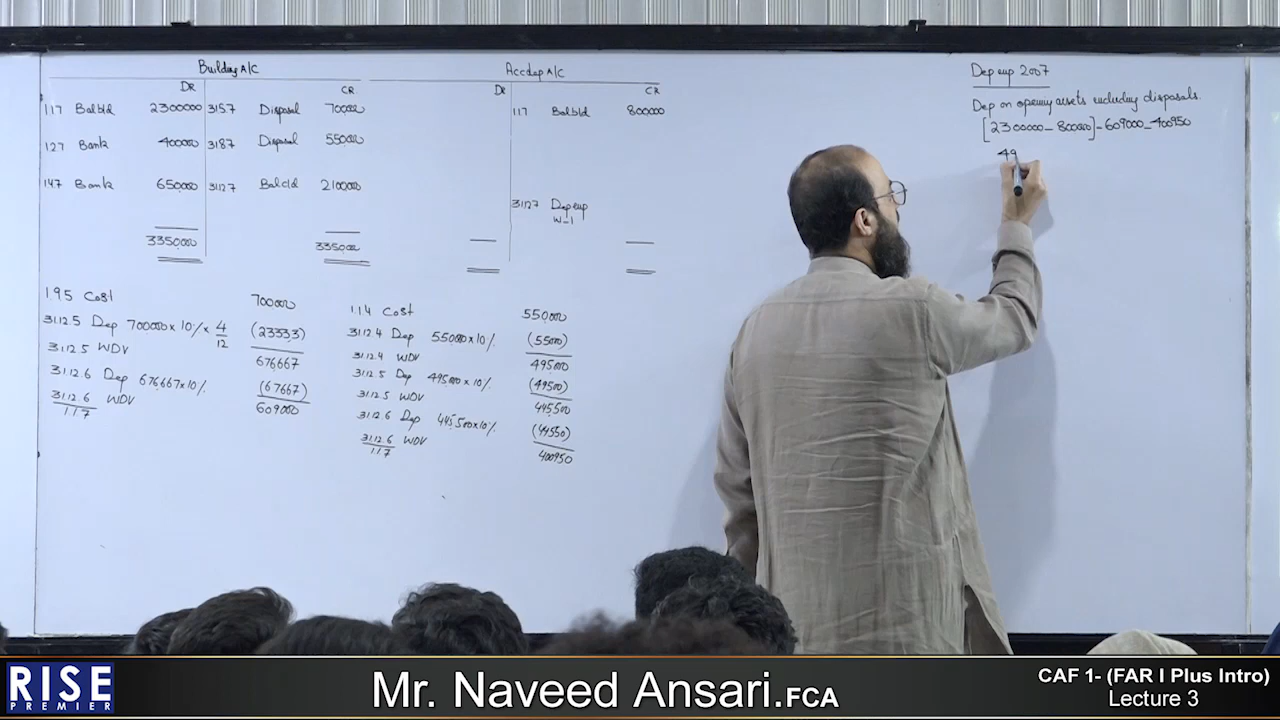 Building A/C
DR CR
1.1.7 Bal b/d 2300000 31.5.7 Disposal 700000
1.2.7 Bank 400000 31.8.7 Disposal 550000
1.4.7 Bank 650000 31.12.7 Bal c/d 2100000
3350000 3350000
Acc dep A/C
DR CR
1.1.7 Bal b/d 800000
31.12.7 Dep exp
W-1
1.9.5 Cost 700000
31.12.5 Dep 700000 x 10% x 4/12 (23333)
31.12.5 WDV 676667
31.12.6 Dep 676667 x 10% (67667)
31.12.6 WDV 609000
1.1.7
1.1.4 Cost 550000
31.12.4 Dep 550000 x 10% (55000)
31.12.4 WDV 495000
31.12.5 Dep 495000 x 10% (49500)
31.12.5 WDV 445,500
31.12.6 Dep 445,500 x 10% (44550)
31.12.6 WDV 400950
1.1.7
Dep exp 2007
Dep on opening assets excluding disposals.
[2300000 - 800000] - 609000 - 400950
49
RISE
PREMIER
Mr. Naveed Ansari.FCA
CAF 1- (FAR I Plus Intro)
Lecture 3